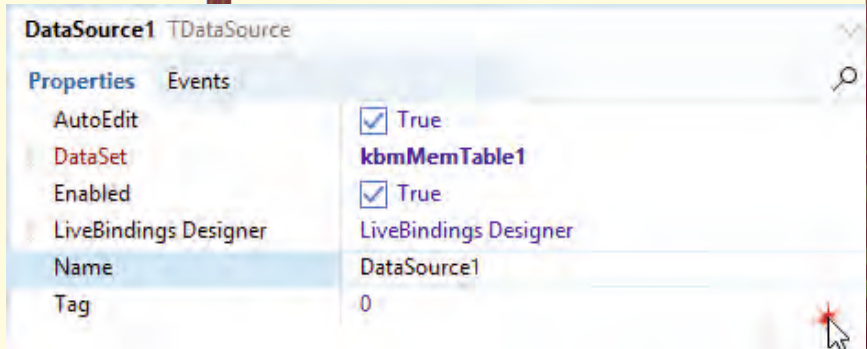 DataSource1 TDataSource
Properties Events
AutoEdit True
DataSet kbmMemTable1
Enabled True
LiveBindings Designer LiveBindings Designer
Name DataSource1
Tag 0